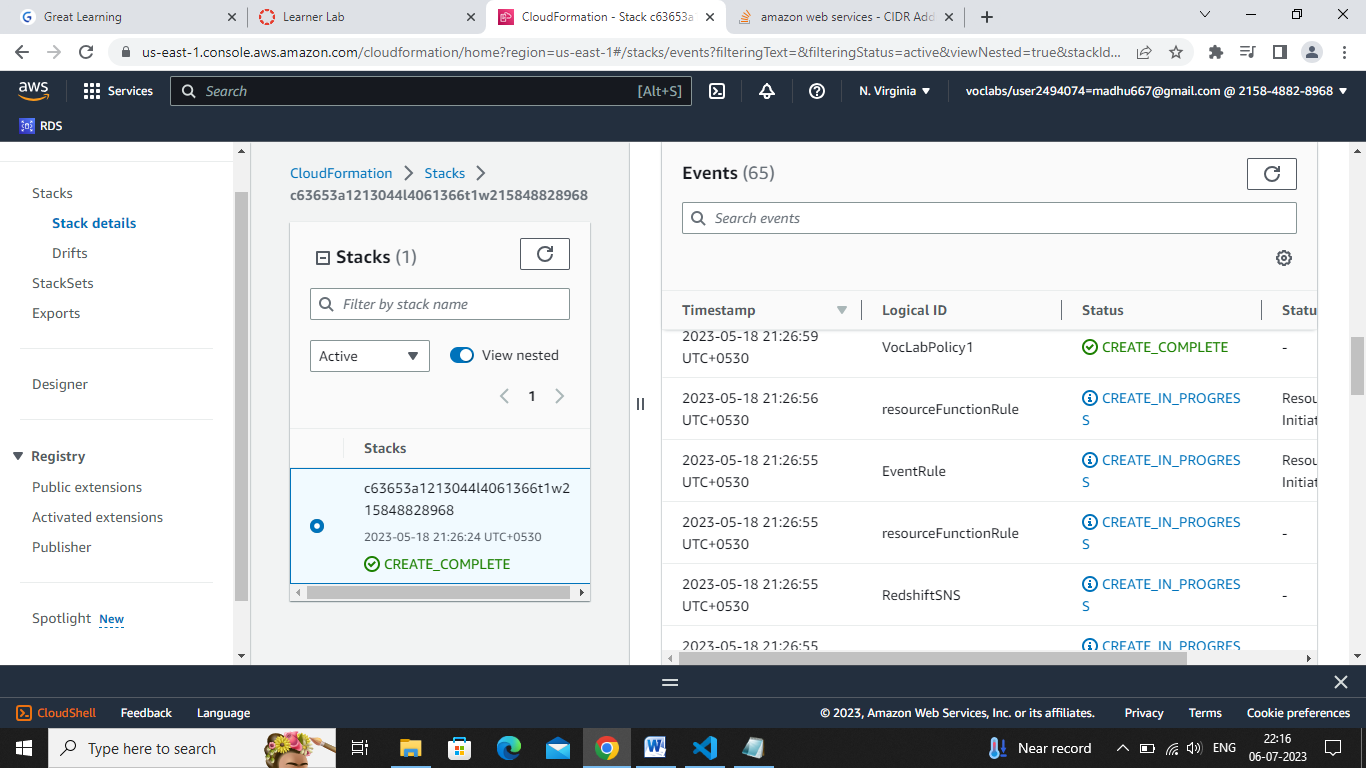 Great Learning
Learner Lab
CloudFormation - Stack c63653a
amazon web services - CIDR Add
us-east-1.console.aws.amazon.com/cloudformation/home?region=us-east-1#/stacks/events?filteringText=&filteringStatus=active&viewNested=true&stackId...
aws
Services
Search
[Alt+S]
N. Virginia
voclabs/user2494074=madhu667@gmail.com @ 2158-4882-8968
RDS
Stacks
Stack details
Drifts
StackSets
Exports
Designer
Registry
Public extensions
Activated extensions
Publisher
Spotlight New
CloudFormation
Stacks
c63653a1213044l4061366t1w215848828968
Stacks (1)
Filter by stack name
Active
View nested
1
Stacks
c63653a1213044l4061366t1w2
15848828968
2023-05-18 21:26:24 UTC+0530
CREATE_COMPLETE
Events (65)
Search events
Timestamp
Logical ID
Status
Statu
2023-05-18 21:26:59
UTC+0530
VocLabPolicy1
CREATE_COMPLETE
-
2023-05-18 21:26:56
UTC+0530
resourceFunctionRule
CREATE_IN_PROGRES
S
Resou
Initiat
2023-05-18 21:26:55
UTC+0530
EventRule
CREATE_IN_PROGRES
S
Resou
Initiat
2023-05-18 21:26:55
UTC+0530
resourceFunctionRule
CREATE_IN_PROGRES
S
-
2023-05-18 21:26:55
UTC+0530
RedshiftSNS
CREATE_IN_PROGRES
S
-
2023-05-18 21:26:55
CREATE_IN_PROGRES
CloudShell
Feedback
Language
© 2023, Amazon Web Services, Inc. or its affiliates.
Privacy
Terms
Cookie preferences
Type here to search
Near record
ENG
22:16
06-07-2023